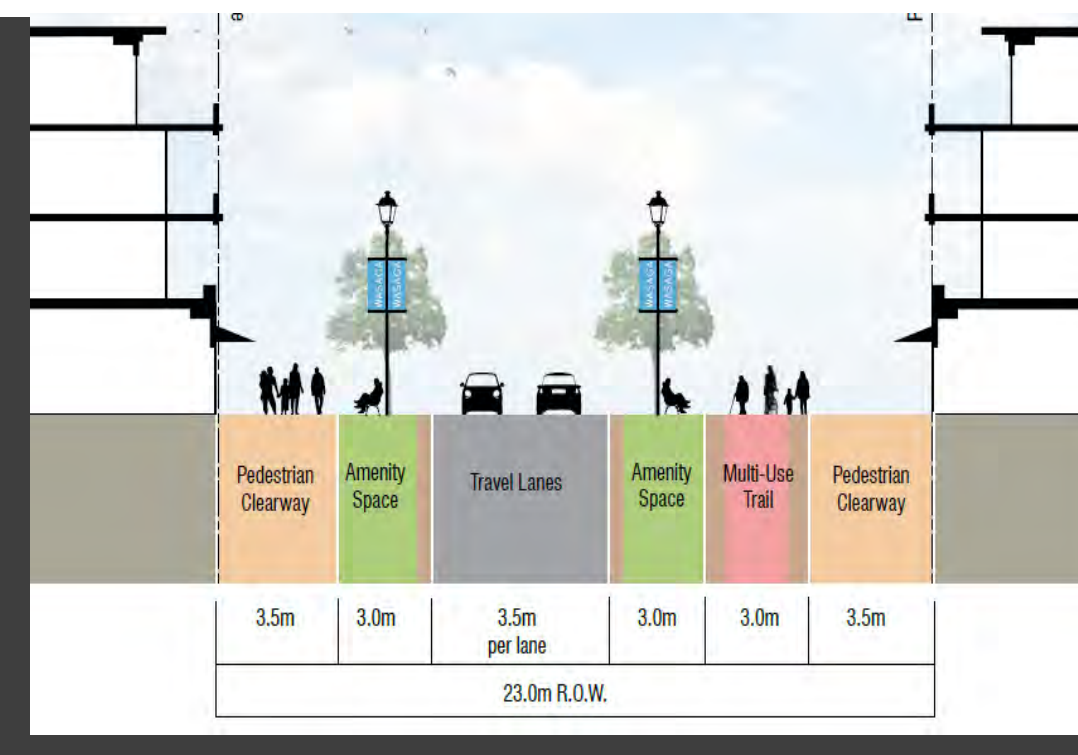 WASAGA
WASAGA
WASAGA
WASAGA
Pedestrian
Clearway
Amenity
Space
Travel Lanes
Amenity
Space
Multi-Use
Trail
Pedestrian
Clearway
3.5m
3.0m
3.5m
per lane
3.0m
3.0m
3.5m
23.0m R.O.W.